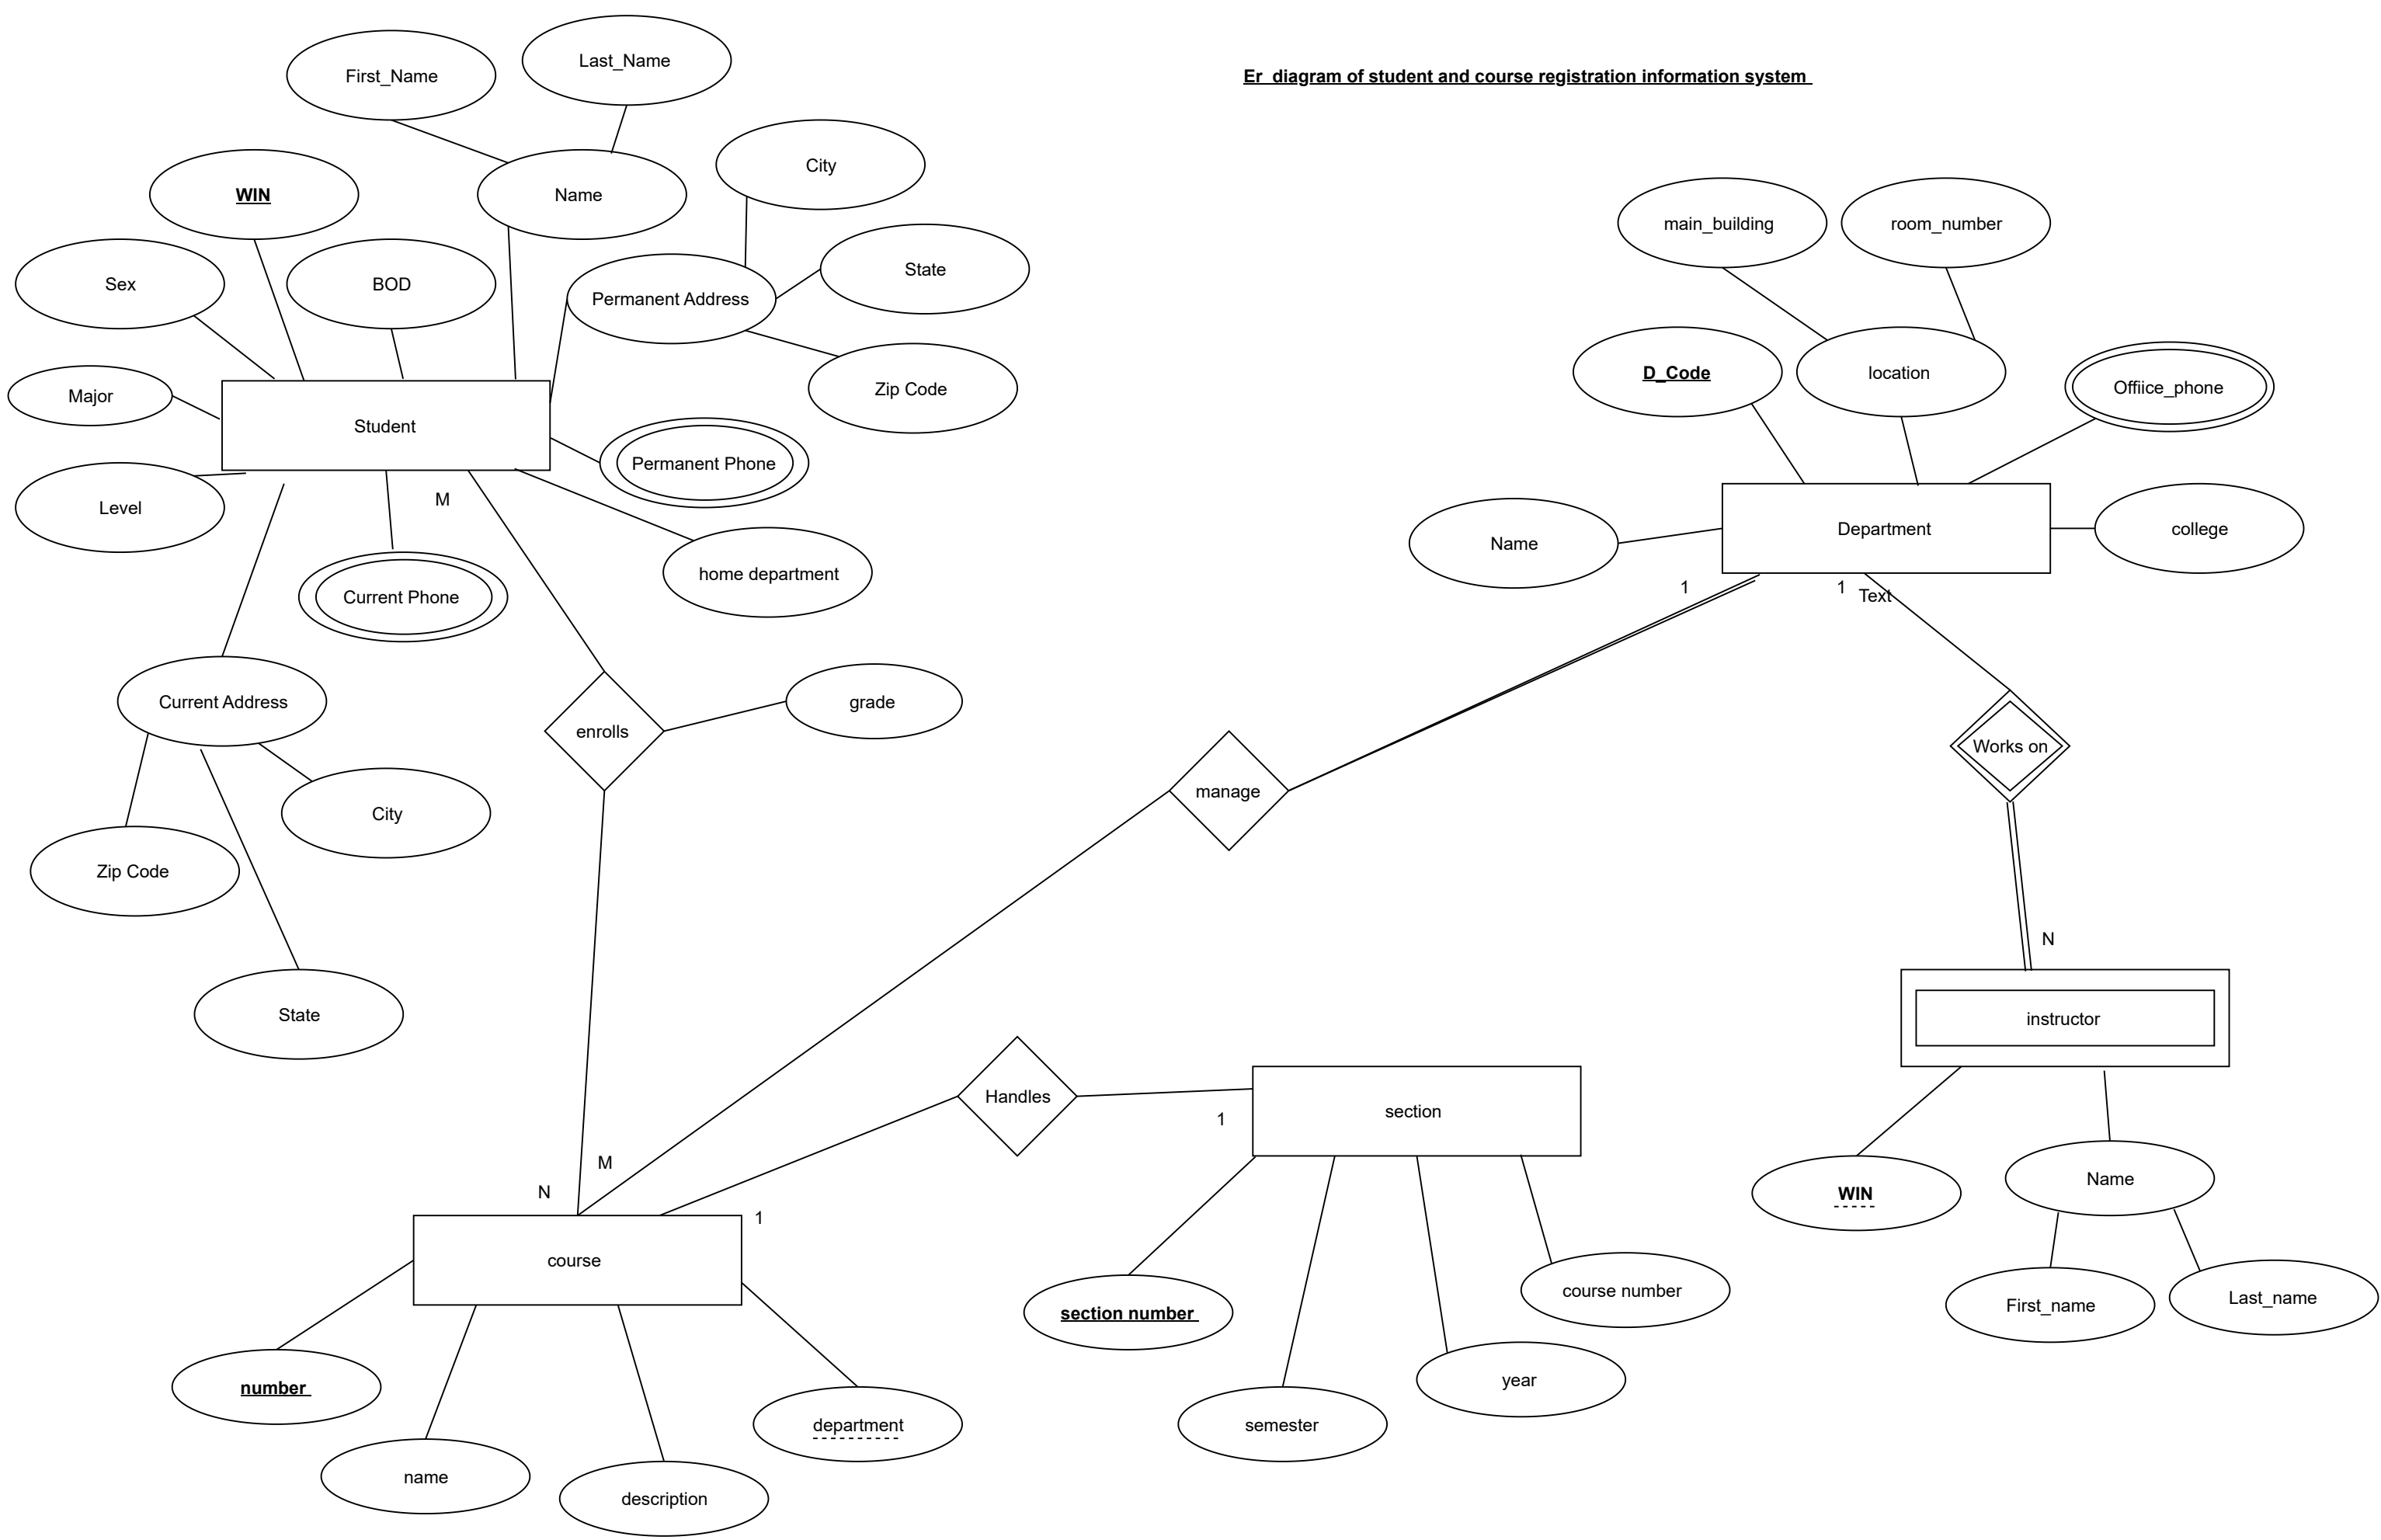 Er  diagram of student and course registration information system
First_Name
Last_Name
WIN
Name
City
Sex
BOD
Permanent Address
State
Major
Student
Zip Code
Level
M
Permanent Phone
Current Phone
home department
Current Address
enrolls
grade
Zip Code
City
State
main_building
room_number
D_Code
location
Offiice_phone
Name
Department
college
1
1
Text
manage
Works on
N
instructor
WIN
Name
First_name
Last_name
Handles
1
section
section number
semester
year
course number
M
N
1
course
number
name
description
department